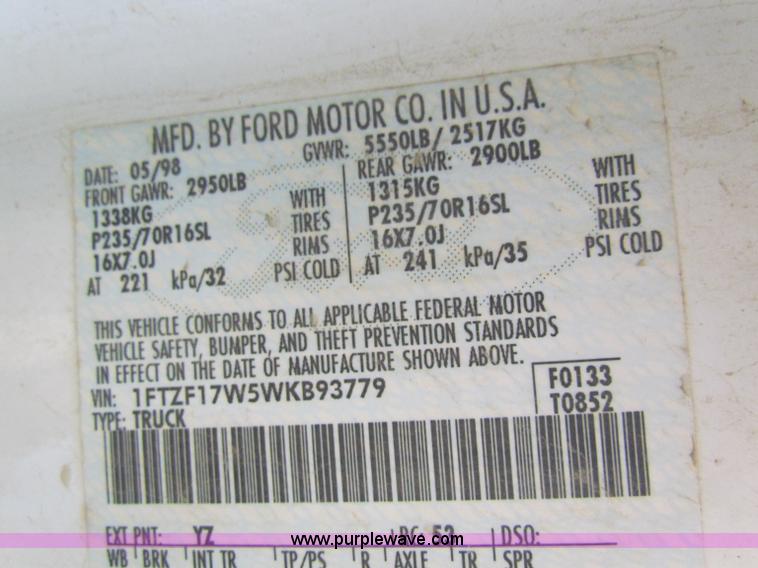 MFD. BY FORD MOTOR CO. IN U.S.A.
DATE: 05/98 GVWR: 5550LB/ 2517KG
FRONT GAWR: 2950LB REAR GAWR: 2900LB
1338KG WITH 1315KG WITH
P235/70R16SL TIRES P235/70R16SL TIRES
16X7.0J RIMS 16X7.0J RIMS
AT 221 kPa/32 PSI COLD AT 241 kPa/35 PSI COLD
THIS VEHICLE CONFORMS TO ALL APPLICABLE FEDERAL MOTOR
VEHICLE SAFETY, BUMPER, AND THEFT PREVENTION STANDARDS
IN EFFECT ON THE DATE OF MANUFACTURE SHOWN ABOVE.
VIN: 1FTZF17W5WKB93779 F0133
TYPE: TRUCK T0852
EXT PNT: YZ RC: 52 DSO:
www.purplewave.com
WB BRK INT TR TP/PS R AXLE TR SPR